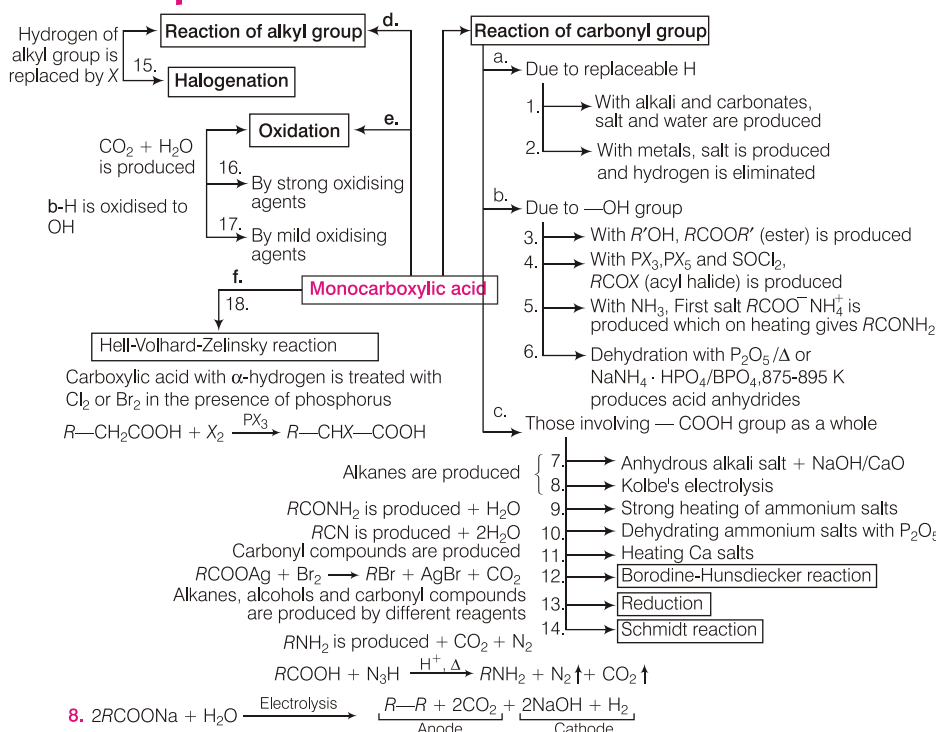 d.
Reaction of alkyl group
Hydrogen of
alkyl group is
replaced by X
15.
Halogenation
e.
Oxidation
CO₂ + H₂O
is produced
16.
By strong oxidising
agents
b-H is oxidised to
OH
17.
By mild oxidising
agents
f.
Monocarboxylic acid
18.
Hell-Volhard-Zelinsky reaction
Carboxylic acid with α-hydrogen is treated with
Cl₂ or Br₂ in the presence of phosphorus
R—CH₂COOH + X₂ —PX₃→ R—CHX—COOH
Reaction of carbonyl group
a.
Due to replaceable H
1.
With alkali and carbonates,
salt and water are produced
2.
With metals, salt is produced
and hydrogen is eliminated
b.
Due to —OH group
3.
With R′OH, RCOOR′ (ester) is produced
4.
With PX₃,PX₅ and SOCl₂,
RCOX (acyl halide) is produced
5.
With NH₃, First salt RCOO⁻NH₄⁺ is
produced which on heating gives RCONH₂
6.
Dehydration with P₂O₅/Δ or
NaNH₄ · HPO₄/BPO₄,875-895 K
produces acid anhydrides
c.
Those involving — COOH group as a whole
Alkanes are produced
7.
Anhydrous alkali salt + NaOH/CaO
8.
Kolbe's electrolysis
RCONH₂ is produced + H₂O
9.
Strong heating of ammonium salts
RCN is produced + 2H₂O
10.
Dehydrating ammonium salts with P₂O₅
Carbonyl compounds are produced
11.
Heating Ca salts
RCOOAg + Br₂ ⟶ RBr + AgBr + CO₂
12.
Borodine-Hunsdiecker reaction
Alkanes, alcohols and carbonyl compounds
are produced by different reagents
13.
Reduction
RNH₂ is produced + CO₂ + N₂
14.
Schmidt reaction
RCOOH + N₃H —H⁺, Δ→ RNH₂ + N₂↑ + CO₂↑
8. 2RCOONa + H₂O —Electrolysis→ R—R + 2CO₂ + 2NaOH + H₂
Anode Cathode